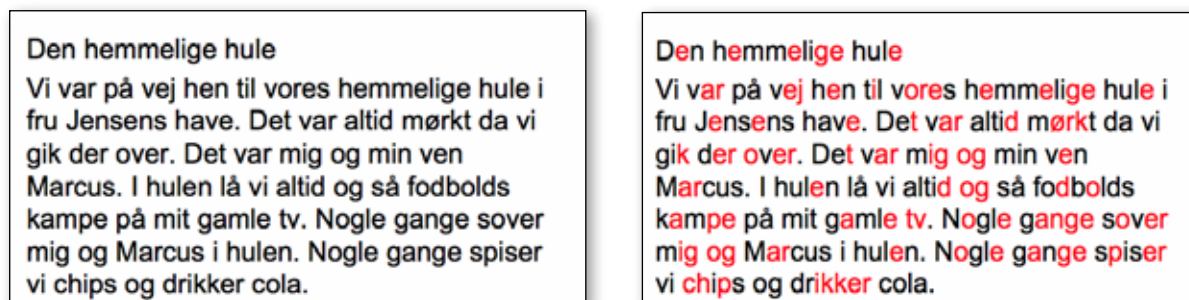 Den hemmelige hule
Vi var på vej hen til vores hemmelige hule i
fru Jensens have. Det var altid mørkt da vi
gik der over. Det var mig og min ven
Marcus. I hulen lå vi altid og så fodbolds
kampe på mit gamle tv. Nogle gange sover
mig og Marcus i hulen. Nogle gange spiser
vi chips og drikker cola.
Den hemmelige hule
Vi var på vej hen til vores hemmelige hule i
fru Jensens have. Det var altid mørkt da vi
gik der over. Det var mig og min ven
Marcus. I hulen lå vi altid og så fodbolds
kampe på mit gamle tv. Nogle gange sover
mig og Marcus i hulen. Nogle gange spiser
vi chips og drikker cola.